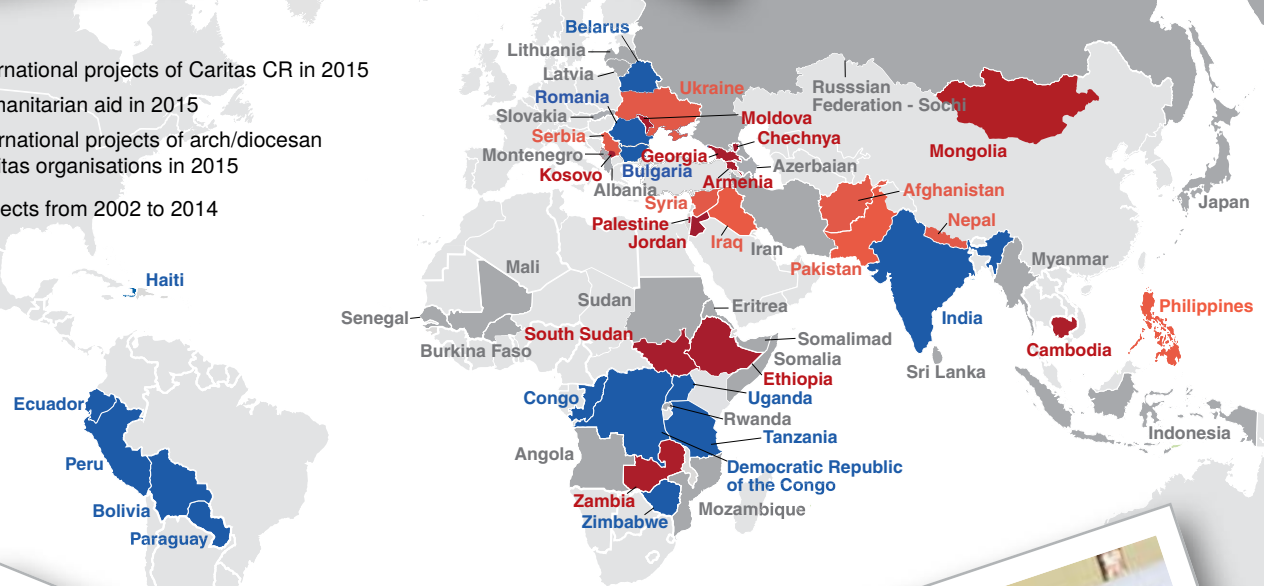 rnational projects of Caritas CR in 2015
manitarian aid in 2015
rnational projects of arch/diocesan
itas organisations in 2015
jects from 2002 to 2014
Belarus
Lithuania
Latvia
Romania
Ukraine
Slovakia
Serbia
Moldova
Chechnya
Montenegro
Georgia
Bulgaria
Kosovo
Albania
Armenia
Azerbaian
Russsian
Federation - Sochi
Mongolia
Japan
Syria
Afghanistan
Palestine
Nepal
Jordan
Iraq
Iran
Pakistan
Myanmar
Haiti
Mali
Sudan
Eritrea
Senegal
South Sudan
Burkina Faso
Somalimad
Somalia
Ethiopia
India
Philippines
Cambodia
Sri Lanka
Ecuador
Congo
Uganda
Rwanda
Tanzania
Indonesia
Peru
Angola
Democratic Republic
of the Congo
Bolivia
Zambia
Mozambique
Zimbabwe
Paraguay